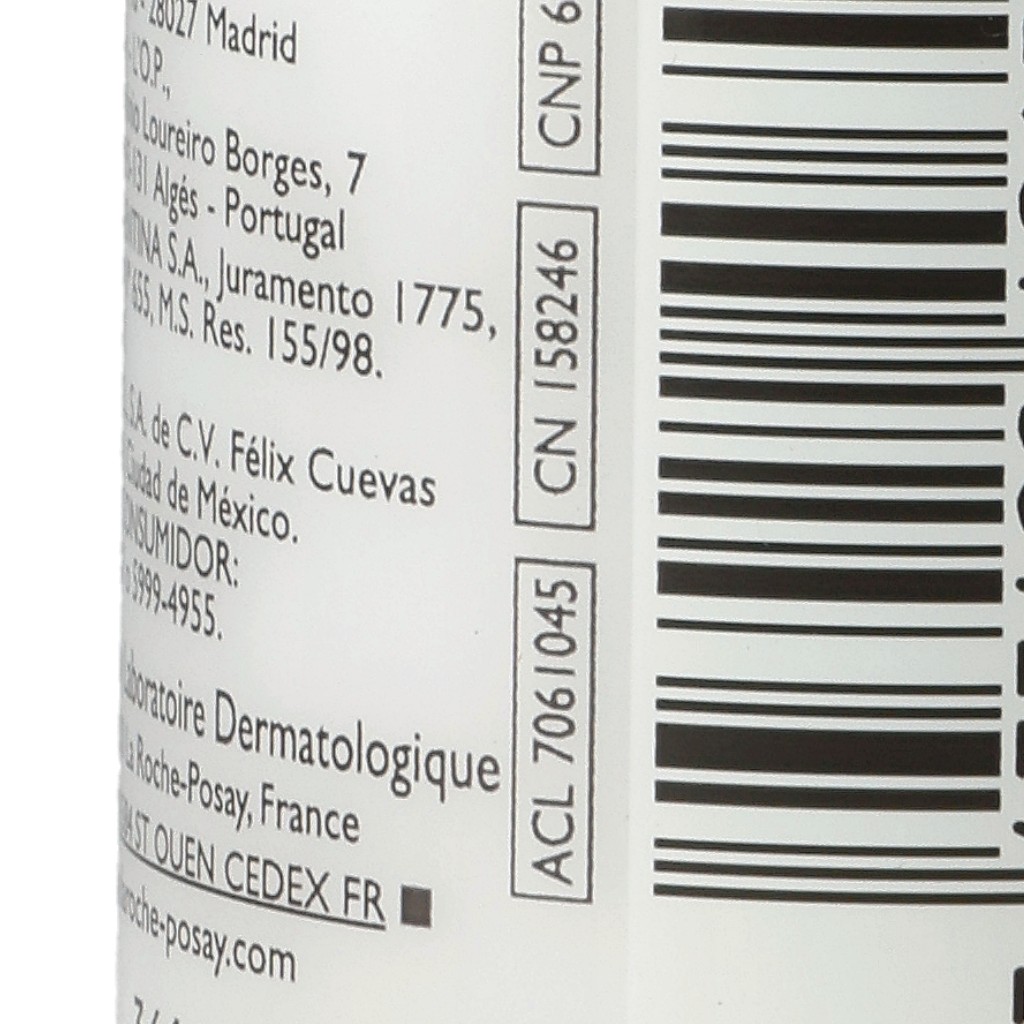 28027 Madrid
L'O.P.,
Loureiro Borges, 7
Algés - Portugal
S.A., Juramento 1775,
M.S. Res. 155/98.
S.A. de C.V. Félix Cuevas
Ciudad de México.
5999-4955.
Dermatologique
La Roche-Posay, France
ST OUEN CEDEX FR
roche-posay.com
CNP 6
CN 158246
ACL 7061045